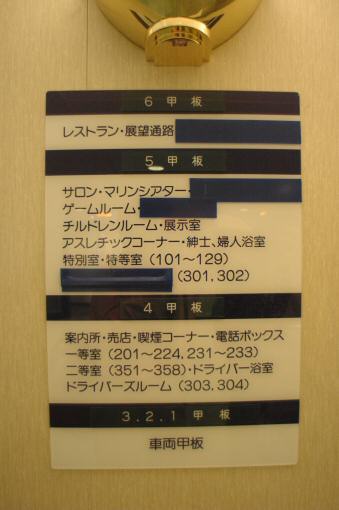 6 甲 板
レストラン・展望通路
5 甲 板
サロン・マリンシアター・
ゲームルーム・
チルドレンルーム・展示室
アスレチックコーナー・紳士、婦人浴室
特別室・特等室（101〜129）
（301，302）
4 甲 板
案内所・売店・喫煙コーナー・電話ボックス
一等室（201〜224，231〜233）
二等室（351〜358）・ドライバー浴室
ドライバーズルーム（303，304）
3．2．1 甲 板
車両甲板